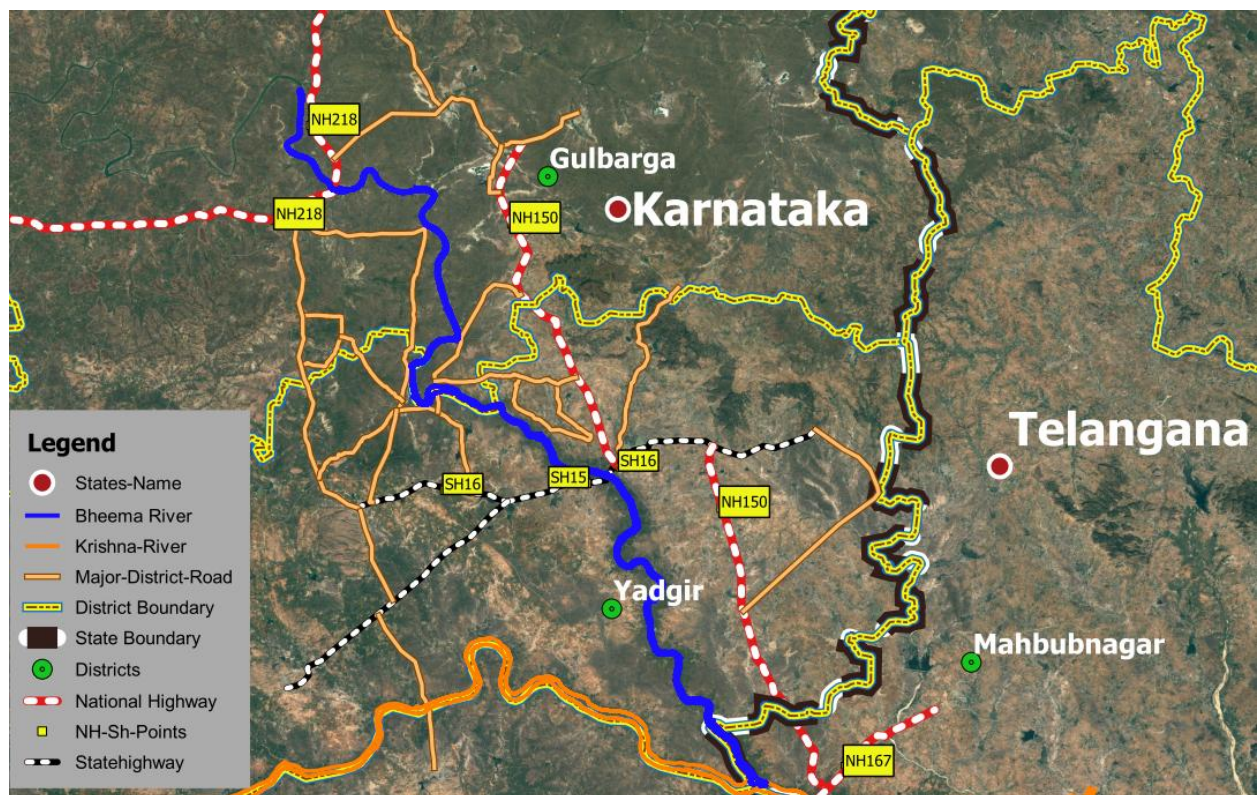 NH218
Gulbarga
Karnataka
NH218
NH150
Telangana
SH16
SH15
SH16
NH150
Yadgir
Mahbubnagar
NH167
Legend
States-Name
Bheema River
Krishna-River
Major-District-Road
District Boundary
State Boundary
Districts
National Highway
NH-Sh-Points
Statehighway